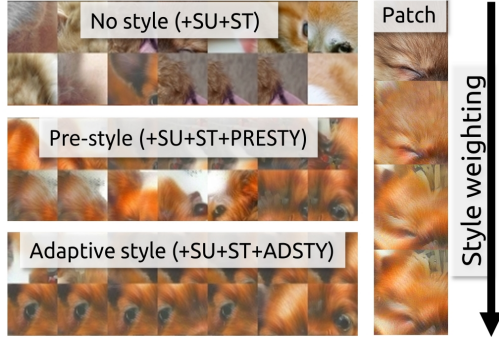 No style (+SU+ST)
Patch
Pre-style (+SU+ST+PRESTY)
Adaptive style (+SU+ST+ADSTY)
Style weighting